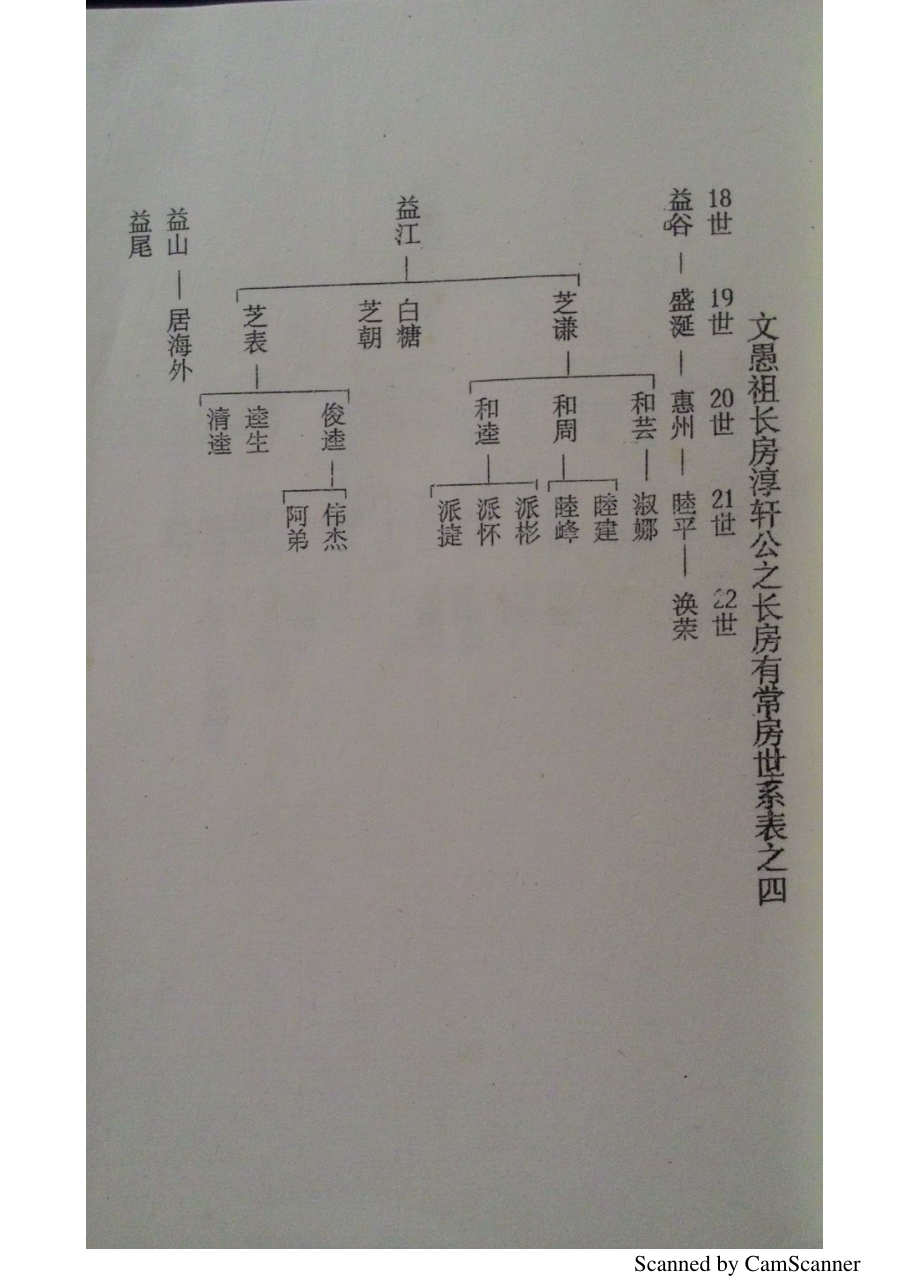 文愚祖长房淳轩公之长房有常房世系表之四
18世
19世
20世
21世
22世
益谷
盛涎
惠州
睦平
涣荣
和芸
淑娜
芝谦
和周
睦建
睦峰
和逵
派彬
派怀
派捷
益江
白糖
芝朝
芝表
俊逵
伟杰
阿弟
逵生
清逵
益山
居海外
益尾
Scanned by CamScanner